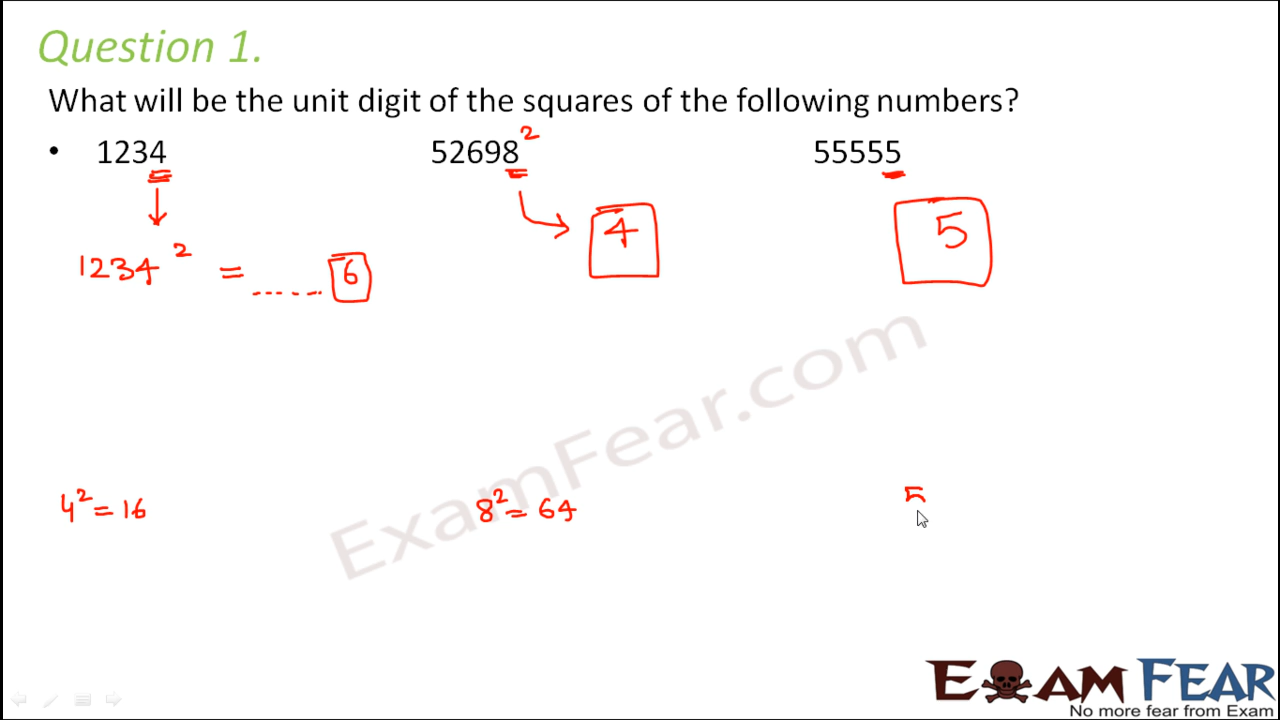 Question 1.
What will be the unit digit of the squares of the following numbers?
• 1234 52698² 55555
4 5
1234² = ...... 6
ExamFear.com
4² = 16 8² = 64 5
EXAM FEAR
No more fear from Exam